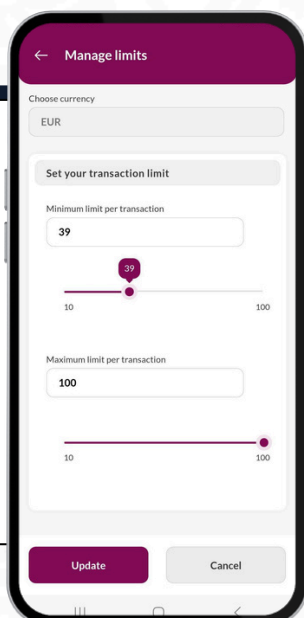 Manage limits
Choose currency
EUR
Set your transaction limit
Minimum limit per transaction
39
39
10 100
Maximum limit per transaction
100
10 100
Update Cancel